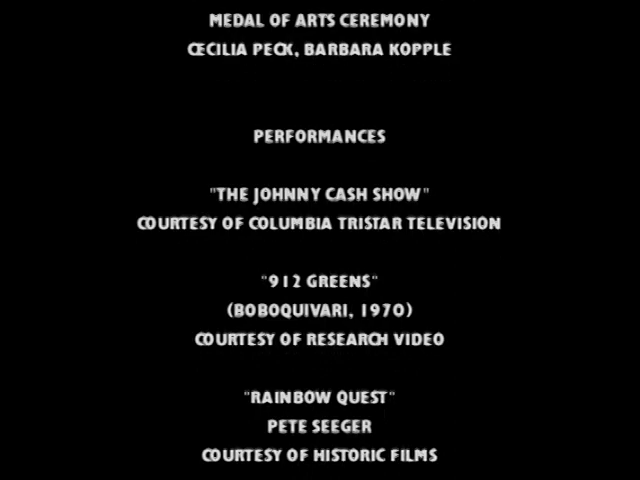 MEDAL OF ARTS CEREMONY
CECILIA PECK, BARBARA KOPPLE
PERFORMANCES
"THE JOHNNY CASH SHOW"
COURTESY OF COLUMBIA TRISTAR TELEVISION
"912 GREENS"
(BOBOQUIVARI, 1970)
COURTESY OF RESEARCH VIDEO
"RAINBOW QUEST"
PETE SEEGER
COURTESY OF HISTORIC FILMS